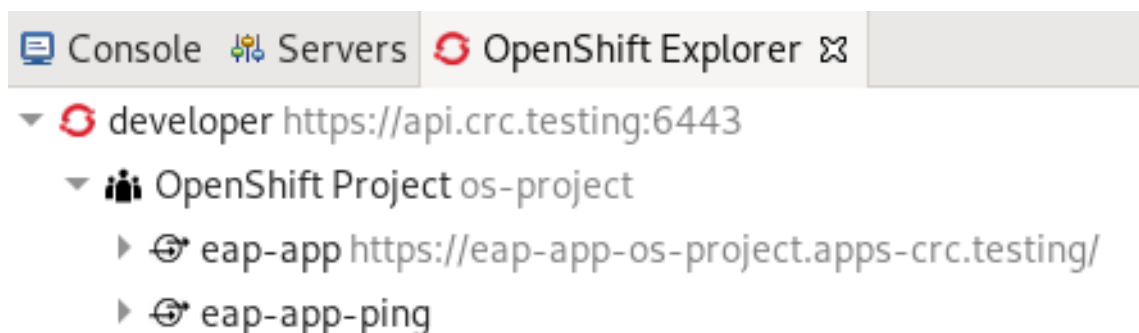 Console Servers OpenShift Explorer
developer https://api.crc.testing:6443
OpenShift Project os-project
eap-app https://eap-app-os-project.apps-crc.testing/
eap-app-ping